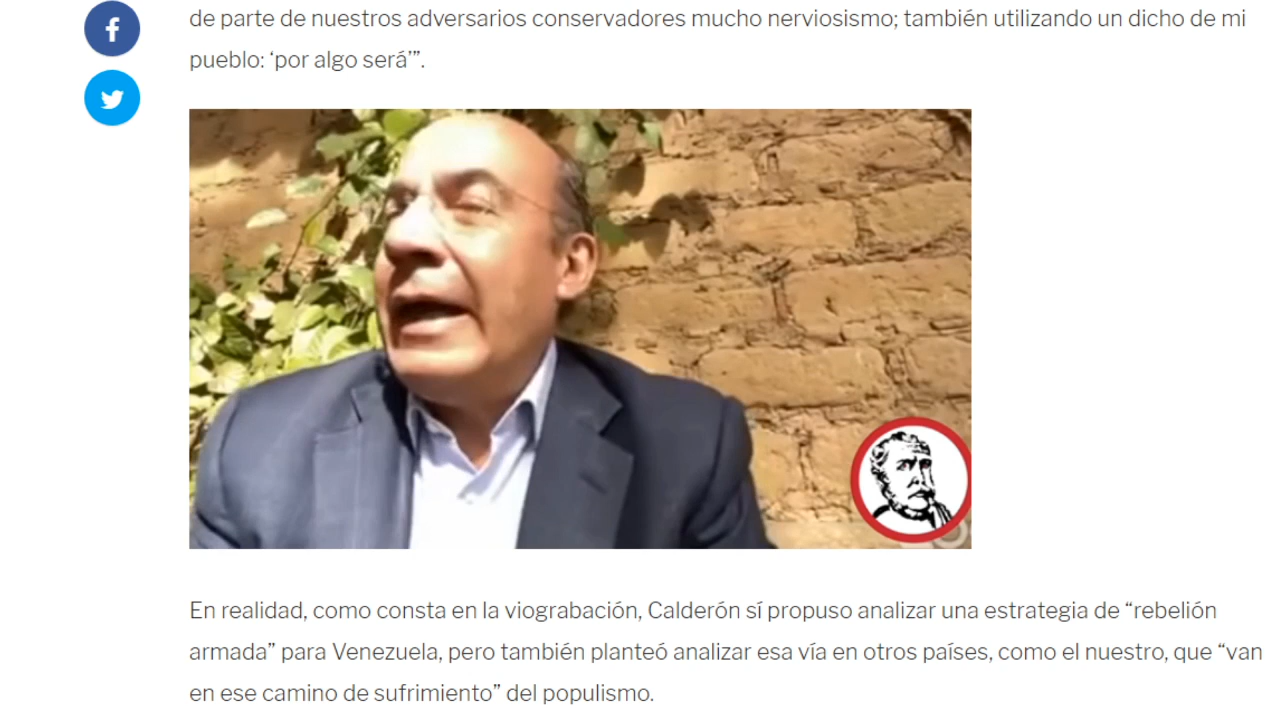 de parte de nuestros adversarios conservadores mucho nerviosismo; también utilizando un dicho de mi
pueblo: ‘por algo será’”.
En realidad, como consta en la viograbación, Calderón sí propuso analizar una estrategia de “rebelión
armada” para Venezuela, pero también planteó analizar esa vía en otros países, como el nuestro, que “van
en ese camino de sufrimiento” del populismo.